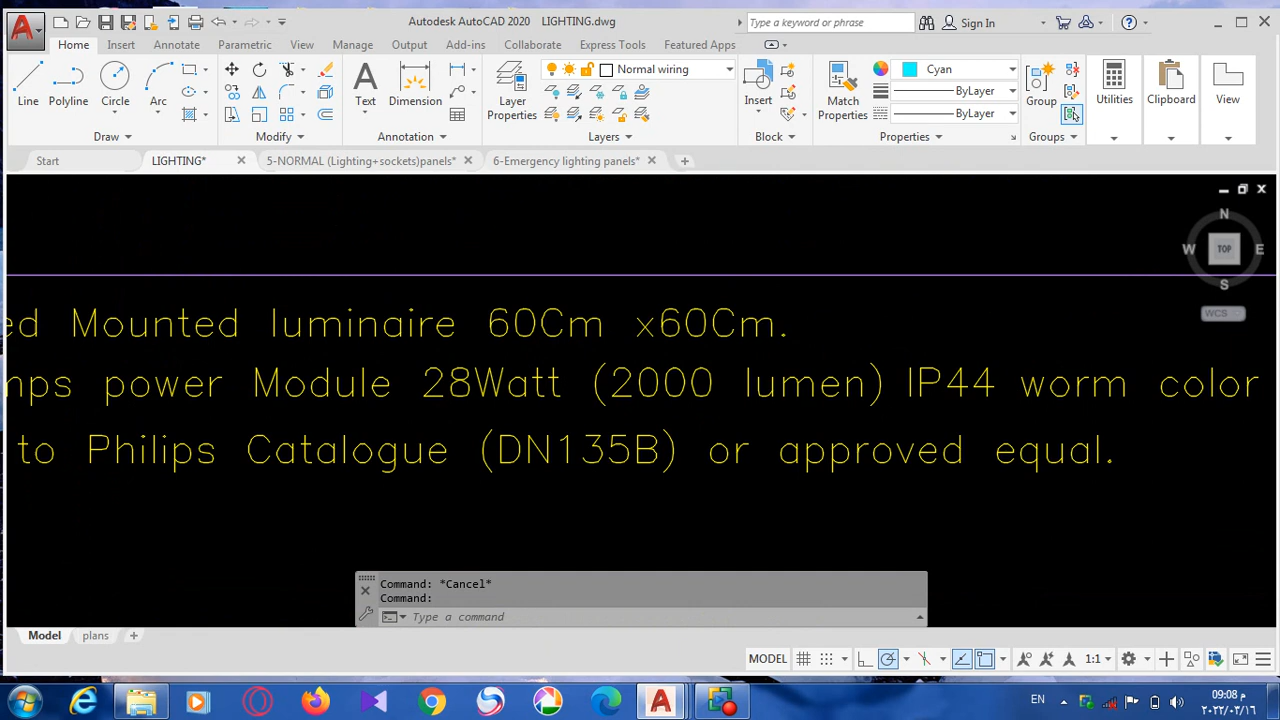 Autodesk AutoCAD 2020 LIGHTING.dwg
Type a keyword or phrase
Sign In
Home Insert Annotate Parametric View Manage Output Add-ins Collaborate Express Tools Featured Apps
Line Polyline Circle Arc
Text Dimension
Layer Properties
Normal wiring
Insert
Match Properties
Cyan
ByLayer
ByLayer
Group
Utilities
Clipboard
View
Draw Modify Annotation Layers Block Properties Groups
Start LIGHTING* 5-NORMAL (Lighting+sockets)panels* 6-Emergency lighting panels*
N
W TOP E
S
WCS
ed Mounted luminaire 60Cm x60Cm.
mps power Module 28Watt (2000 lumen) IP44 worm color
to Philips Catalogue (DN135B) or approved equal.
Command: *Cancel*
Command:
Type a command
Model plans
MODEL 1:1
EN
09:08 م
٢٠٢٢/٠٣/١٦